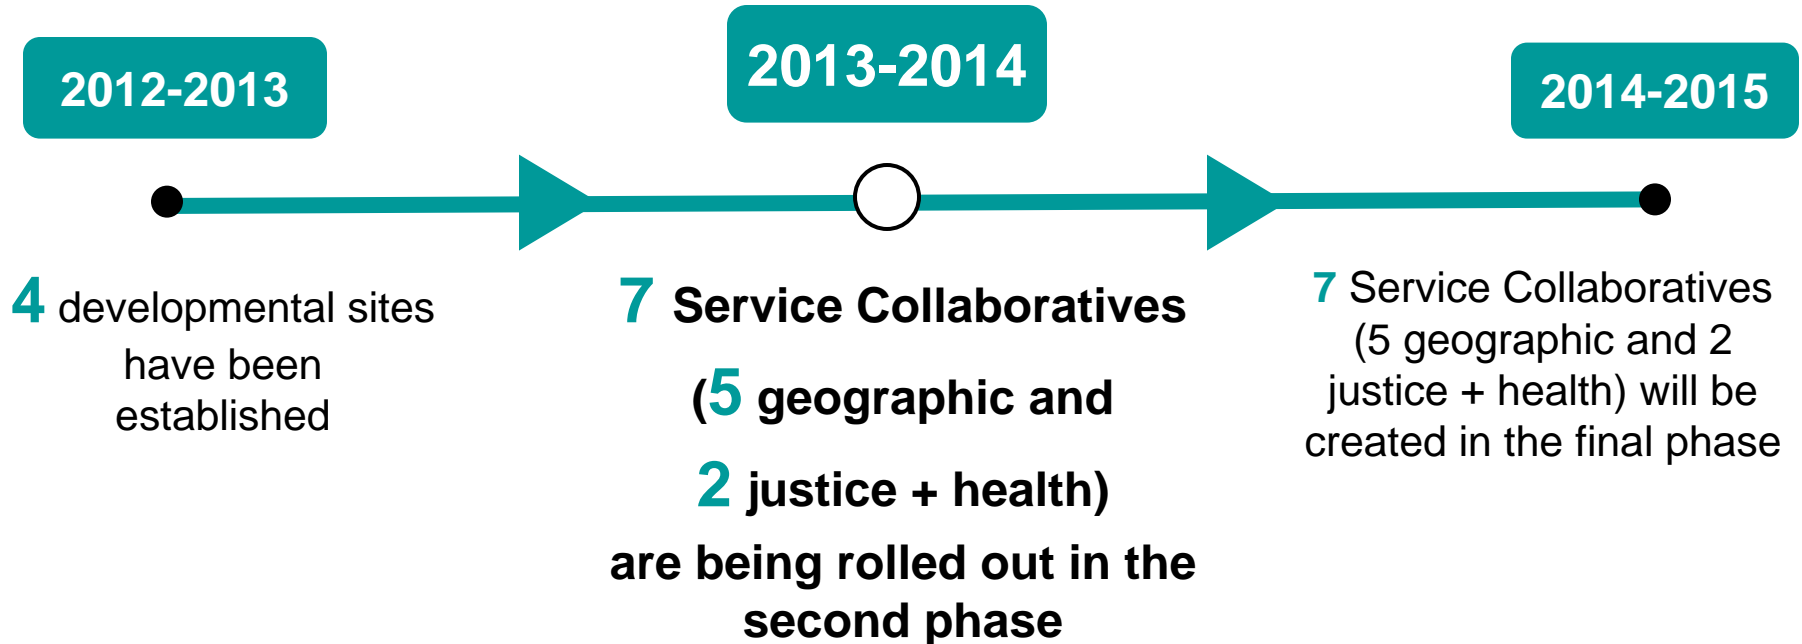 2012-2013
2013-2014
2014-2015
4 developmental sites
have been
established
7 Service Collaboratives
(5 geographic and
2 justice + health)
are being rolled out in the
second phase
7 Service Collaboratives
(5 geographic and 2
justice + health) will be
created in the final phase